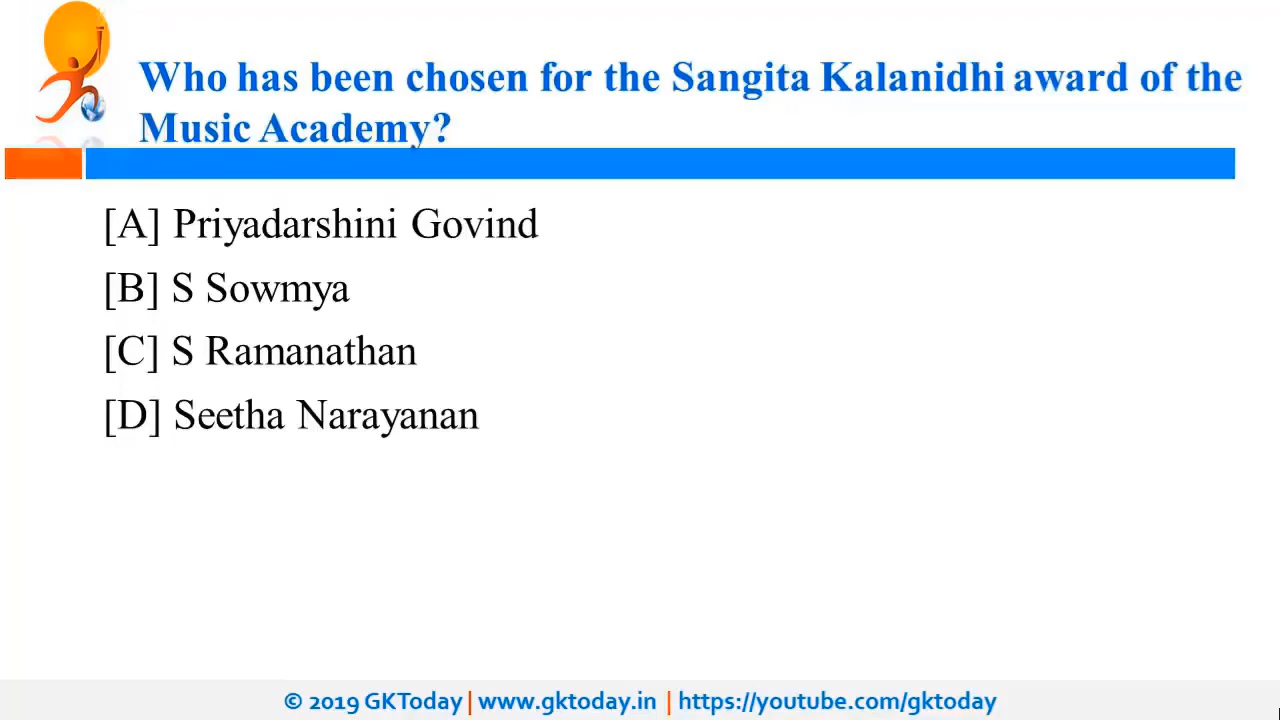 Who has been chosen for the Sangita Kalanidhi award of the
Music Academy?
[A] Priyadarshini Govind
[B] S Sowmya
[C] S Ramanathan
[D] Seetha Narayanan
© 2019 GKToday | www.gktoday.in | https://youtube.com/gktoday